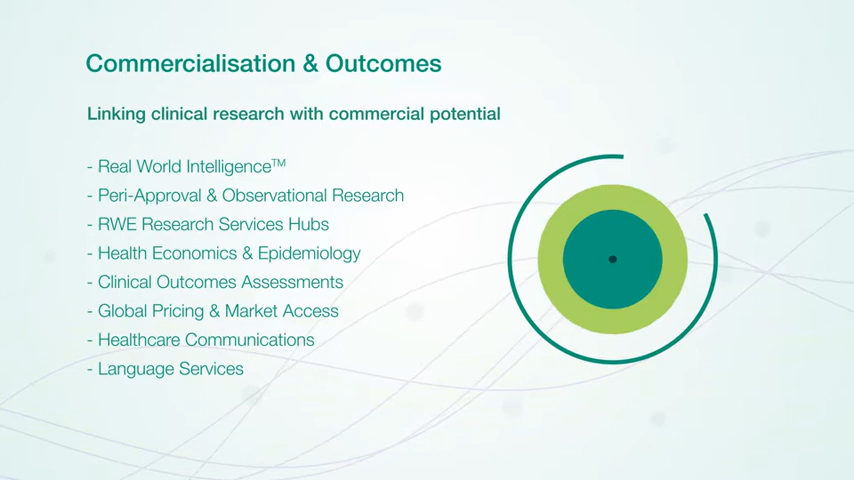 Commercialisation & Outcomes
Linking clinical research with commercial potential
- Real World Intelligence™
- Peri-Approval & Observational Research
- RWE Research Services Hubs
- Health Economics & Epidemiology
- Clinical Outcomes Assessments
- Global Pricing & Market Access
- Healthcare Communications
- Language Services